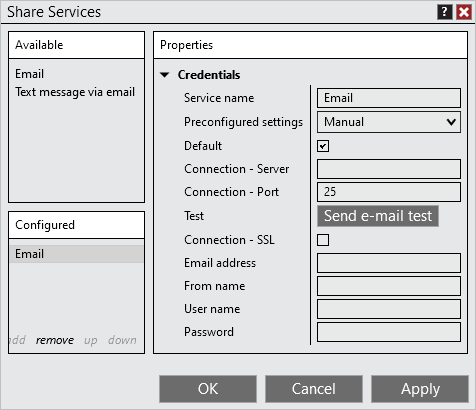 Share Services
?
Available
Email
Text message via email
Configured
Email
remove up down
Properties
Credentials
Service name Email
Preconfigured settings Manual
Default
Connection - Server
Connection - Port 25
Test Send e-mail test
Connection - SSL
Email address
From name
User name
Password
OK Cancel Apply